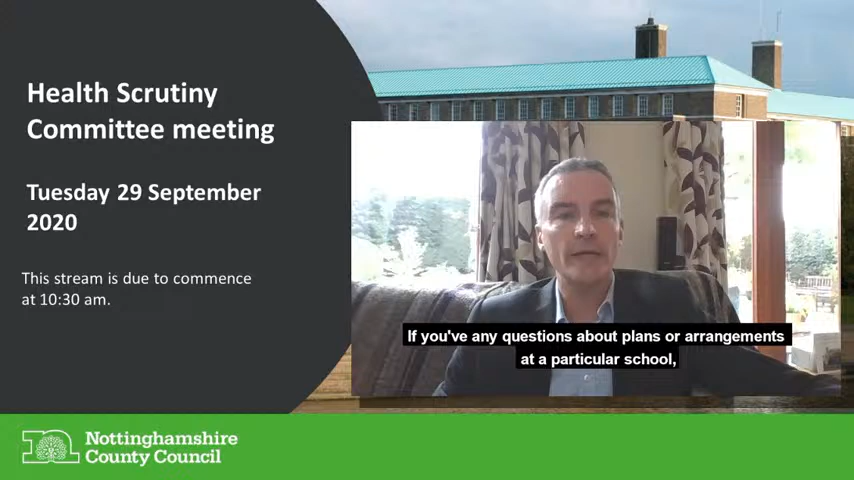 Health Scrutiny
Committee meeting
Tuesday 29 September
2020
This stream is due to commence
at 10:30 am.
If you've any questions about plans or arrangements
at a particular school,
Nottinghamshire
County Council